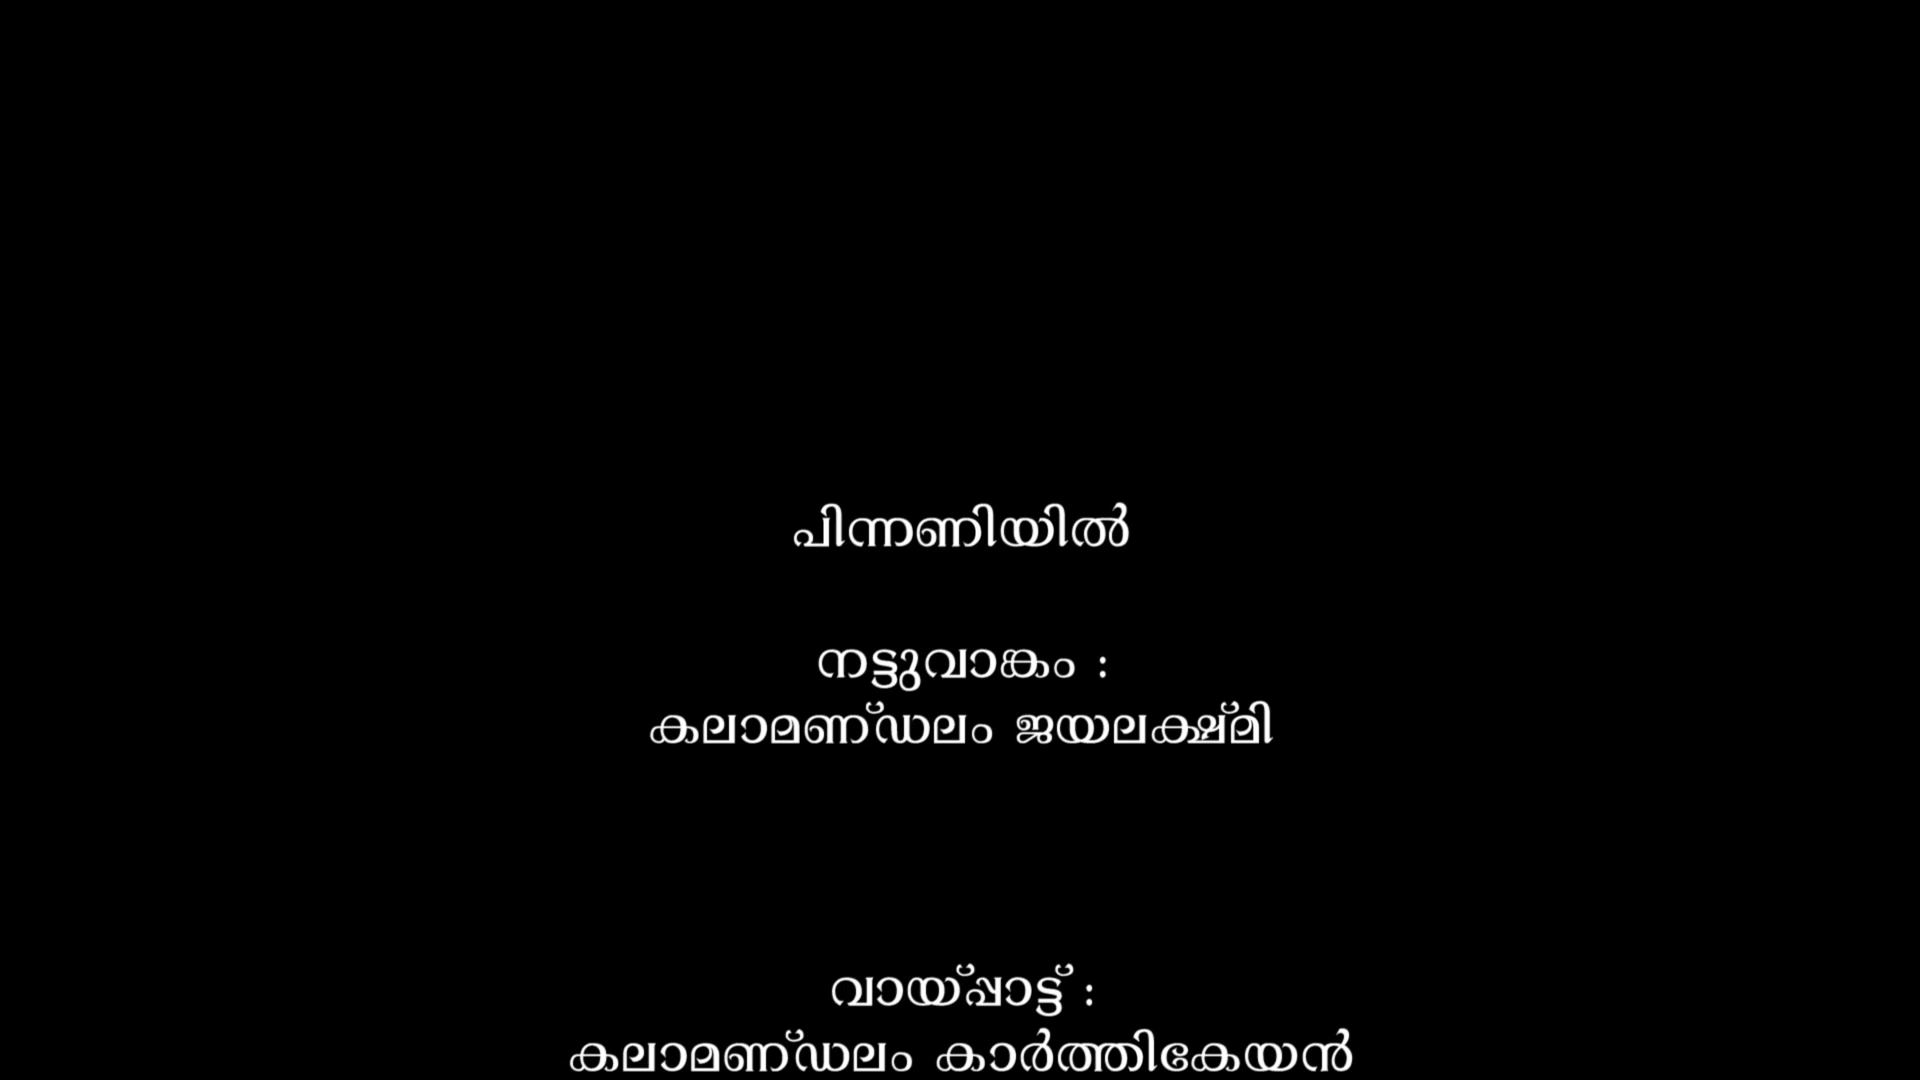 പിന്നണിയിൽ
നട്ടുവാങ്കം :
കലാമണ്ഡലം ജയലക്ഷ്മി
വായ്പ്പാട്ട് :
കലാമണ്ഡലം കാർത്തികേയൻ